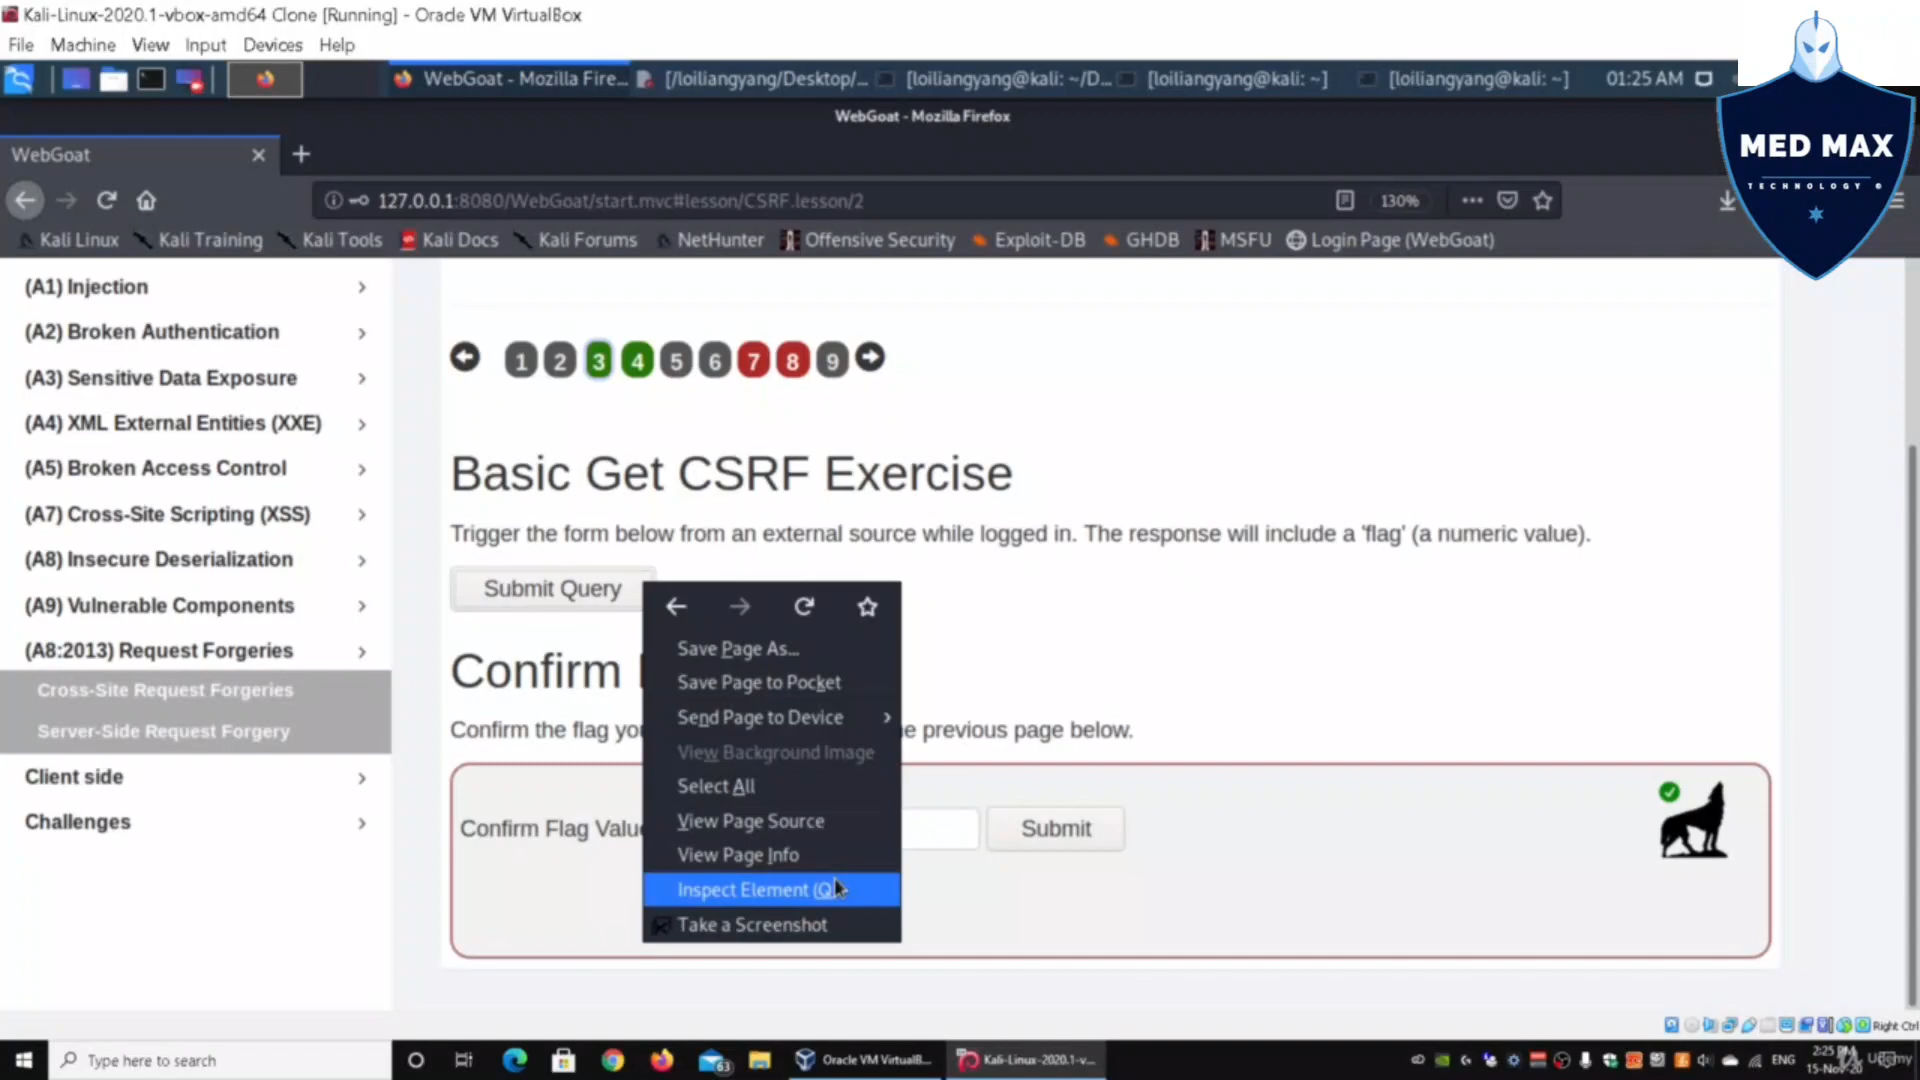 Kali-Linux-2020.1-vbox-amd64 Clone [Running] - Oracle VM VirtualBox
File Machine View Input Devices Help
WebGoat - Mozilla Fire... [/loiliangyang/Desktop/... [loiliangyang@kali: ~/D... [loiliangyang@kali: ~] [loiliangyang@kali: ~] 01:25 AM
WebGoat - Mozilla Firefox
WebGoat
127.0.0.1:8080/WebGoat/start.mvc#lesson/CSRF.lesson/2 130%
Kali Linux Kali Training Kali Tools Kali Docs Kali Forums NetHunter Offensive Security Exploit-DB GHDB MSFU Login Page (WebGoat)
MED MAX
TECHNOLOGY
(A1) Injection
(A2) Broken Authentication
(A3) Sensitive Data Exposure
(A4) XML External Entities (XXE)
(A5) Broken Access Control
(A7) Cross-Site Scripting (XSS)
(A8) Insecure Deserialization
(A9) Vulnerable Components
(A8:2013) Request Forgeries
Cross-Site Request Forgeries
Server-Side Request Forgery
Client side
Challenges
1 2 3 4 5 6 7 8 9
Basic Get CSRF Exercise
Trigger the form below from an external source while logged in. The response will include a 'flag' (a numeric value).
Submit Query
Confirm
Confirm the flag you e previous page below.
Confirm Flag Value Submit
Save Page As...
Save Page to Pocket
Send Page to Device
View Background Image
Select All
View Page Source
View Page Info
Inspect Element (Q)
Take a Screenshot
Right Ctrl
Type here to search 63 Oracle VM VirtualB... Kali-Linux-2020.1-v... ENG 2:25 PM
15-Nov-20
Udemy